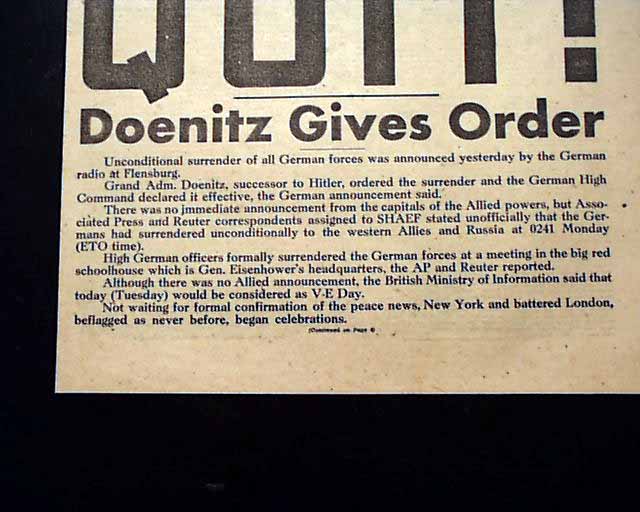 QUIT!
Doenitz Gives Order
Unconditional surrender of all German forces was announced yesterday by the German
radio at Flensburg.
Grand Adm. Doenitz, successor to Hitler, ordered the surrender and the German High
Command declared it effective, the German announcement said.
There was no immediate announcement from the capitals of the Allied powers, but Asso-
ciated Press and Reuter correspondents assigned to SHAEF stated unofficially that the Ger-
mans had surrendered unconditionally to the western Allies and Russia at 0241 Monday
(ETO time).
High German officers formally surrendered the German forces at a meeting in the big red
schoolhouse which is Gen. Eisenhower's headquarters, the AP and Reuter reported.
Although there was no Allied announcement, the British Ministry of Information said that
today (Tuesday) would be considered as V-E Day.
Not waiting for formal confirmation of the peace news, New York and battered London,
beflagged as never before, began celebrations.
(Continued on Page 4)